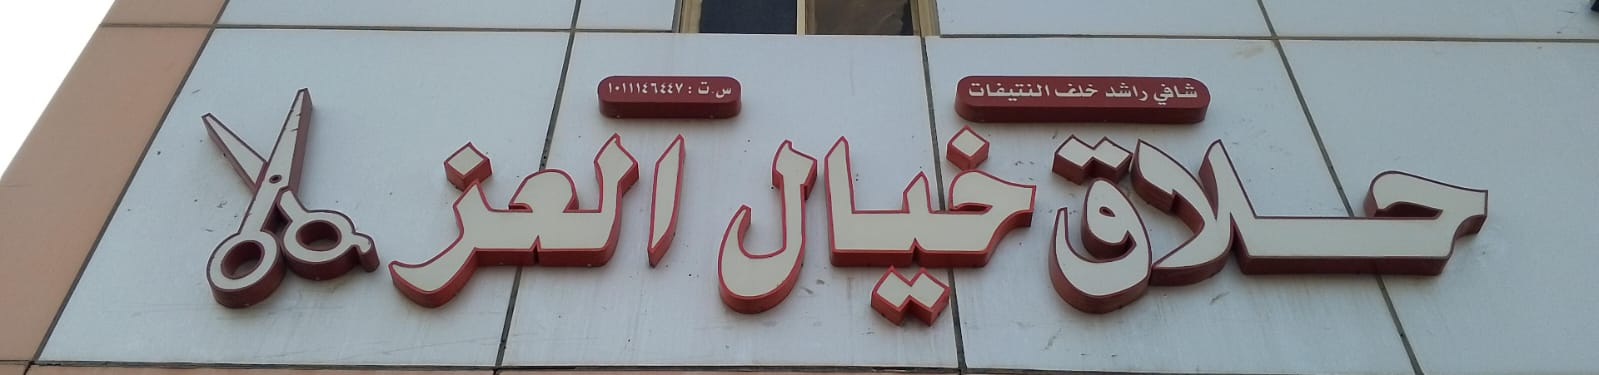 شافي راشد خلف النتيفات
س.ت : ١٠١١١٤٦٤٤٧
حلاق خيال العز